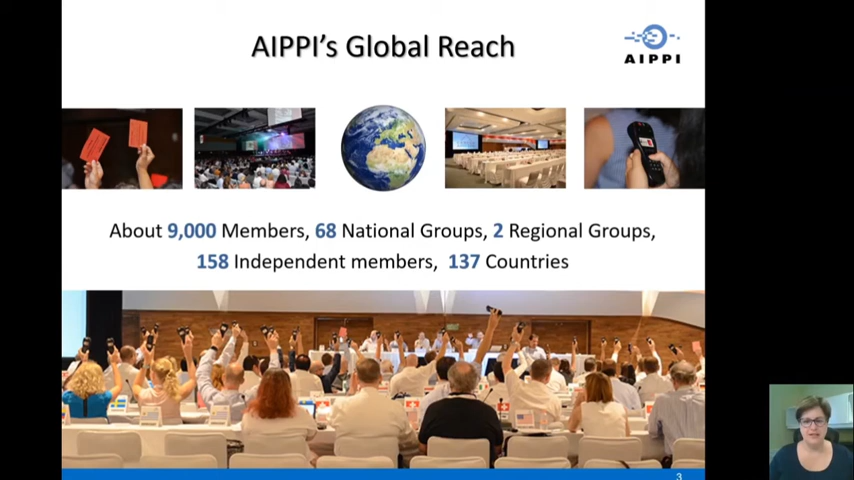 AIPPI's Global Reach
AIPPI
About 9,000 Members, 68 National Groups, 2 Regional Groups,
158 Independent members, 137 Countries
3